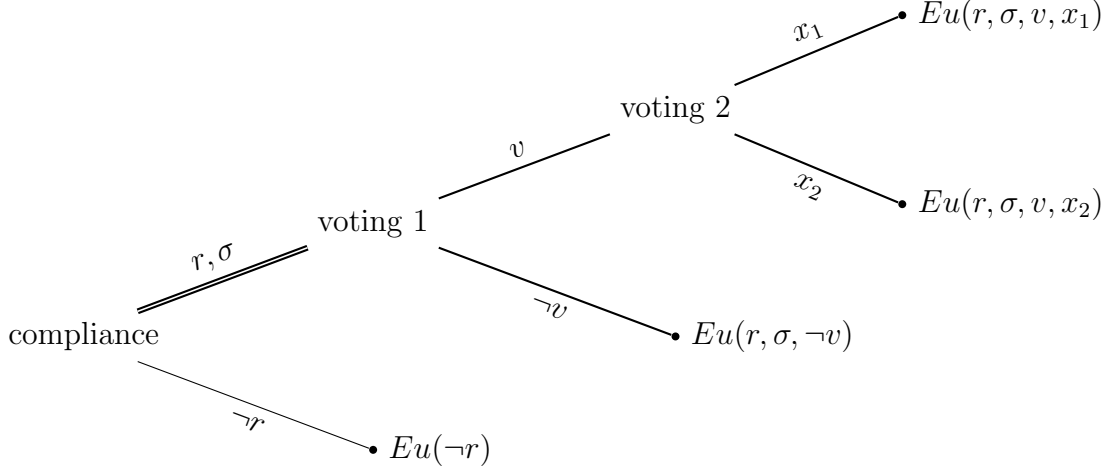 x₁
Eu(r, σ, v, x₁)
voting 2
v
x₂
Eu(r, σ, v, x₂)
voting 1
r, σ
¬v
Eu(r, σ, ¬v)
compliance
¬r
Eu(¬r)